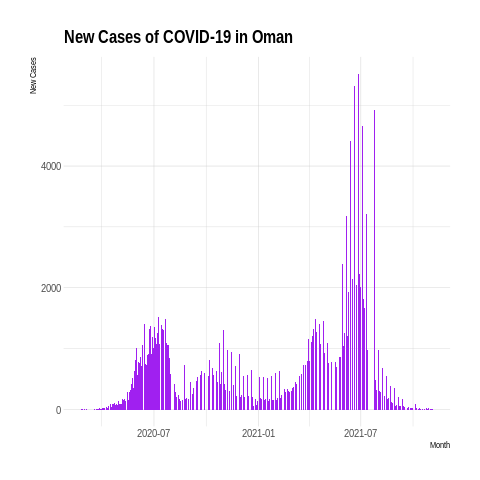 New Cases of COVID-19 in Oman
New Cases
4000
2000
0
2020-07 2021-01 2021-07
Month